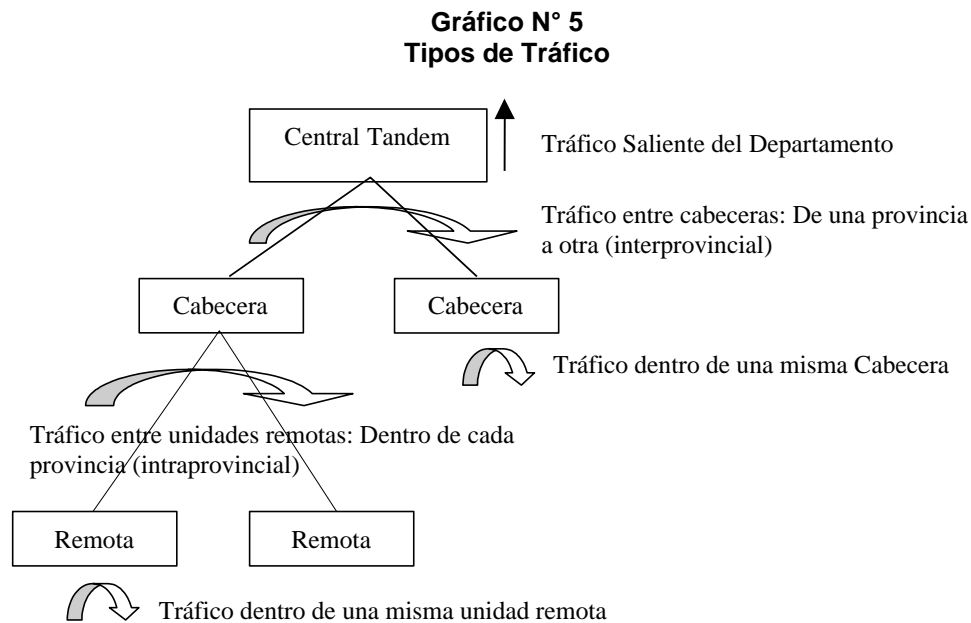 Gráfico N° 5
Tipos de Tráfico
Central Tandem
Tráfico Saliente del Departamento
Tráfico entre cabeceras: De una provincia
a otra (interprovincial)
Cabecera
Cabecera
Tráfico dentro de una misma Cabecera
Tráfico entre unidades remotas: Dentro de cada
provincia (intraprovincial)
Remota
Remota
Tráfico dentro de una misma unidad remota